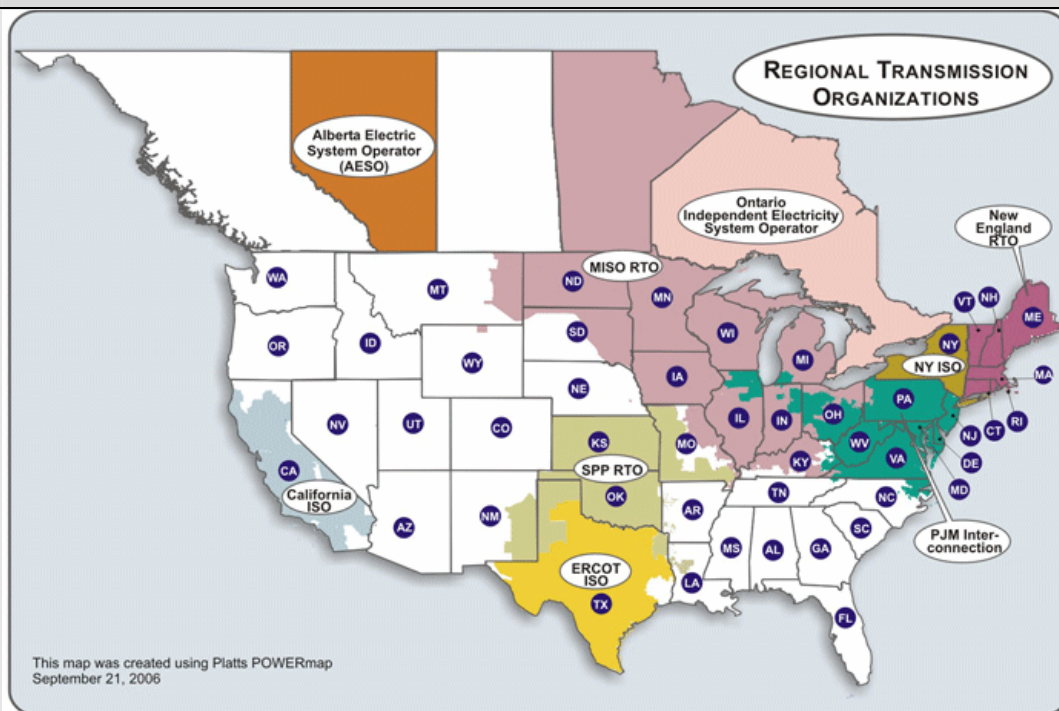 REGIONAL TRANSMISSION
ORGANIZATIONS
Alberta Electric
System Operator
(AESO)
Ontario
Independent Electricity
System Operator
New
England
RTO
MISO RTO
WA
MT
ND
MN
VT
NH
ME
OR
ID
SD
WI
MI
NY
NY ISO
WY
IA
MA
NE
PA
NV
UT
CO
KS
MO
IL
IN
OH
WV
NJ
CT
RI
CA
California
ISO
SPP RTO
OK
KY
VA
DE
MD
AZ
NM
AR
TN
NC
SC
MS
AL
GA
PJM Inter-
connection
ERCOT
ISO
TX
LA
FL
This map was created using Platts POWERmap
September 21, 2006